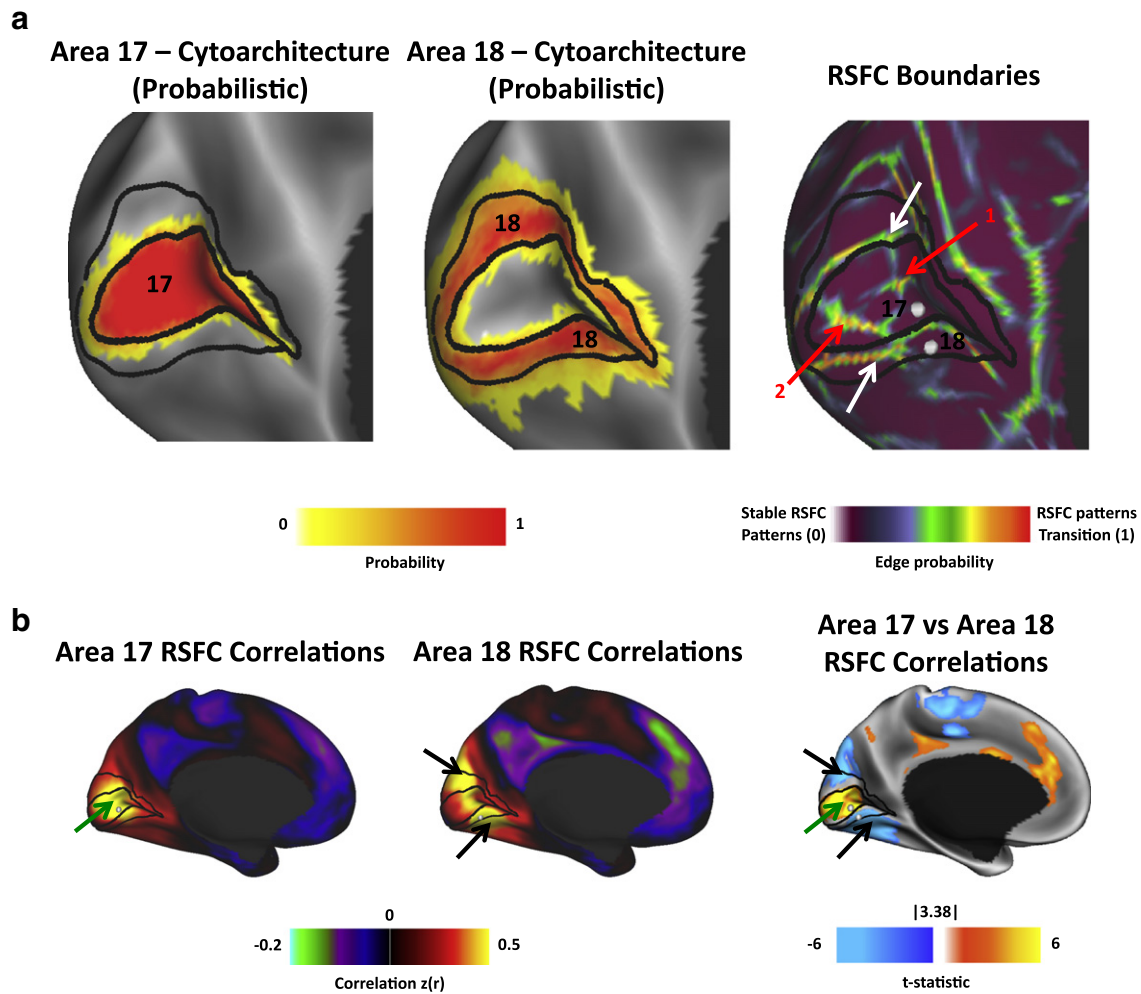 a
Area 17 – Cytoarchitecture
(Probabilistic)
Area 18 – Cytoarchitecture
(Probabilistic)
RSFC Boundaries
17
18
18
1
17
18
2
0
1
Probability
Stable RSFC
Patterns (0)
RSFC patterns
Transition (1)
Edge probability
b
Area 17 RSFC Correlations
Area 18 RSFC Correlations
Area 17 vs Area 18
RSFC Correlations
0
-0.2
0.5
Correlation z(r)
|3.38|
-6
6
t-statistic